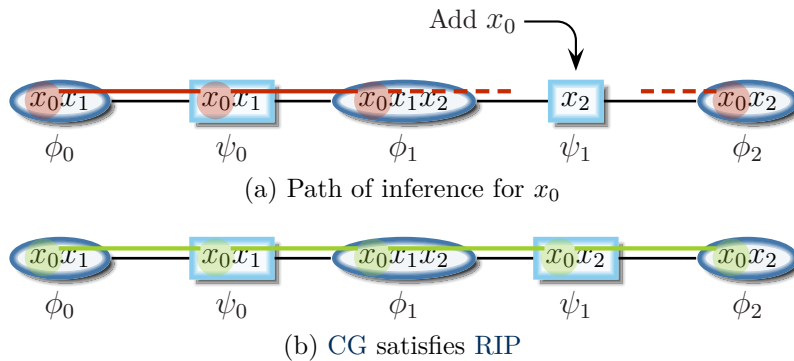 Add x₀
x₀x₁ x₀x₁ x₀x₁x₂ x₂ x₀x₂
ϕ₀ ψ₀ ϕ₁ ψ₁ ϕ₂
(a) Path of inference for x₀
x₀x₁ x₀x₁ x₀x₁x₂ x₀x₂ x₀x₂
ϕ₀ ψ₀ ϕ₁ ψ₁ ϕ₂
(b) CG satisfies RIP